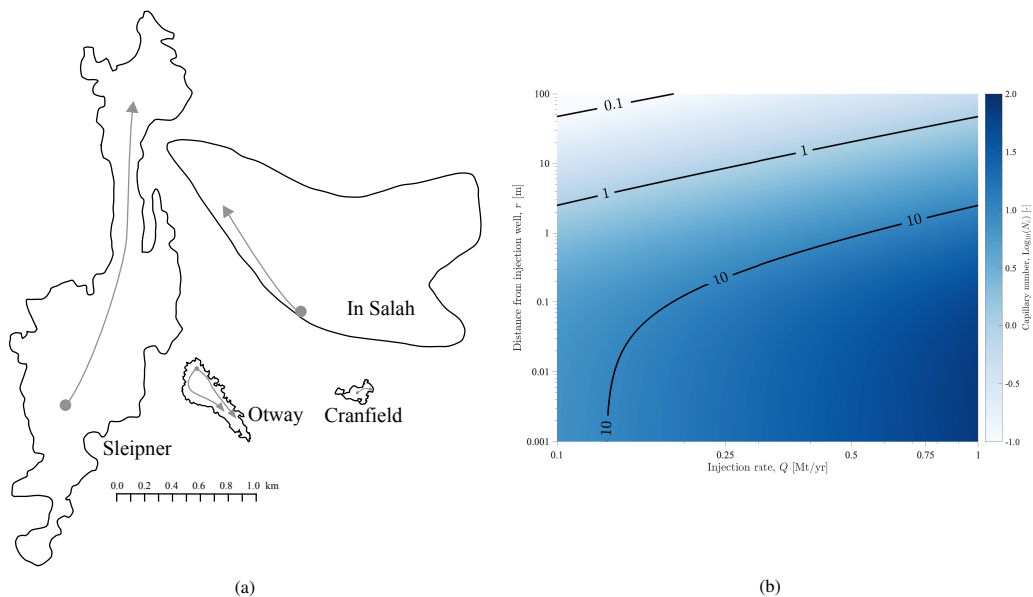 In Salah
Otway
Cranfield
Sleipner
0.0 0.2 0.4 0.6 0.8 1.0 km
(a)
Distance from injection well, r [m]
100
10
1
0.1
0.01
0.001
0.1
1
1
10
10
10
0.1 0.25 0.5 0.75 1
Injection rate, Q [Mt/yr]
2.0
1.5
1.0
0.5
0.0
-0.5
-1.0
Capillary number, Log₁₀(N_c) [-]
(b)